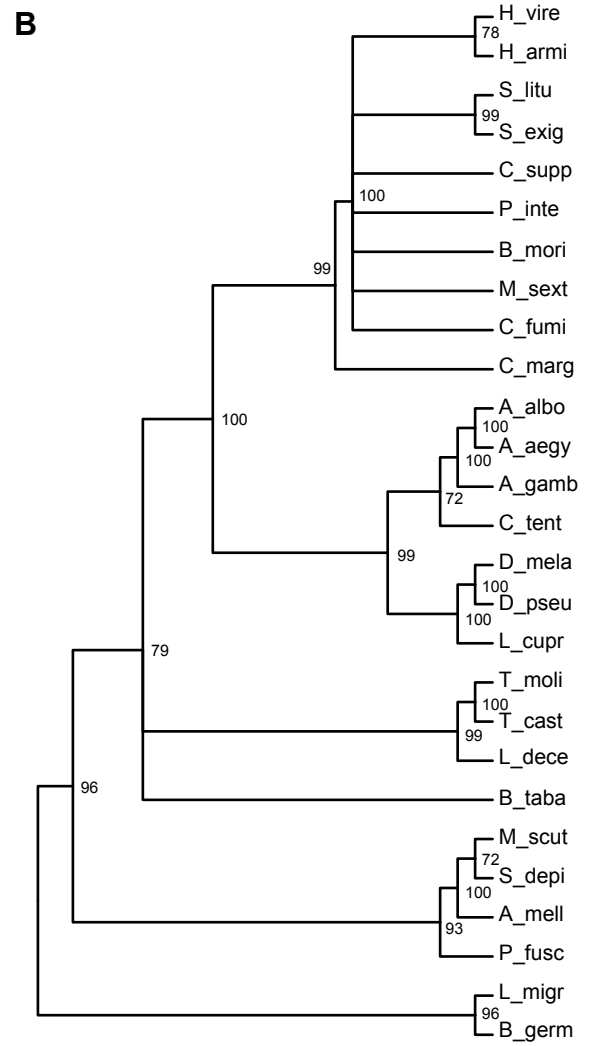 B
H_vire
78
H_armi
S_litu
99
S_exig
C_supp
100
P_inte
B_mori
99
M_sext
C_fumi
C_marg
A_albo
100
100
A_aegy
100
A_gamb
72
C_tent
99
D_mela
100
D_pseu
100
L_cupr
79
T_moli
100
T_cast
99
L_dece
96
B_taba
M_scut
72
S_depi
100
A_mell
93
P_fusc
L_migr
96
B_germ